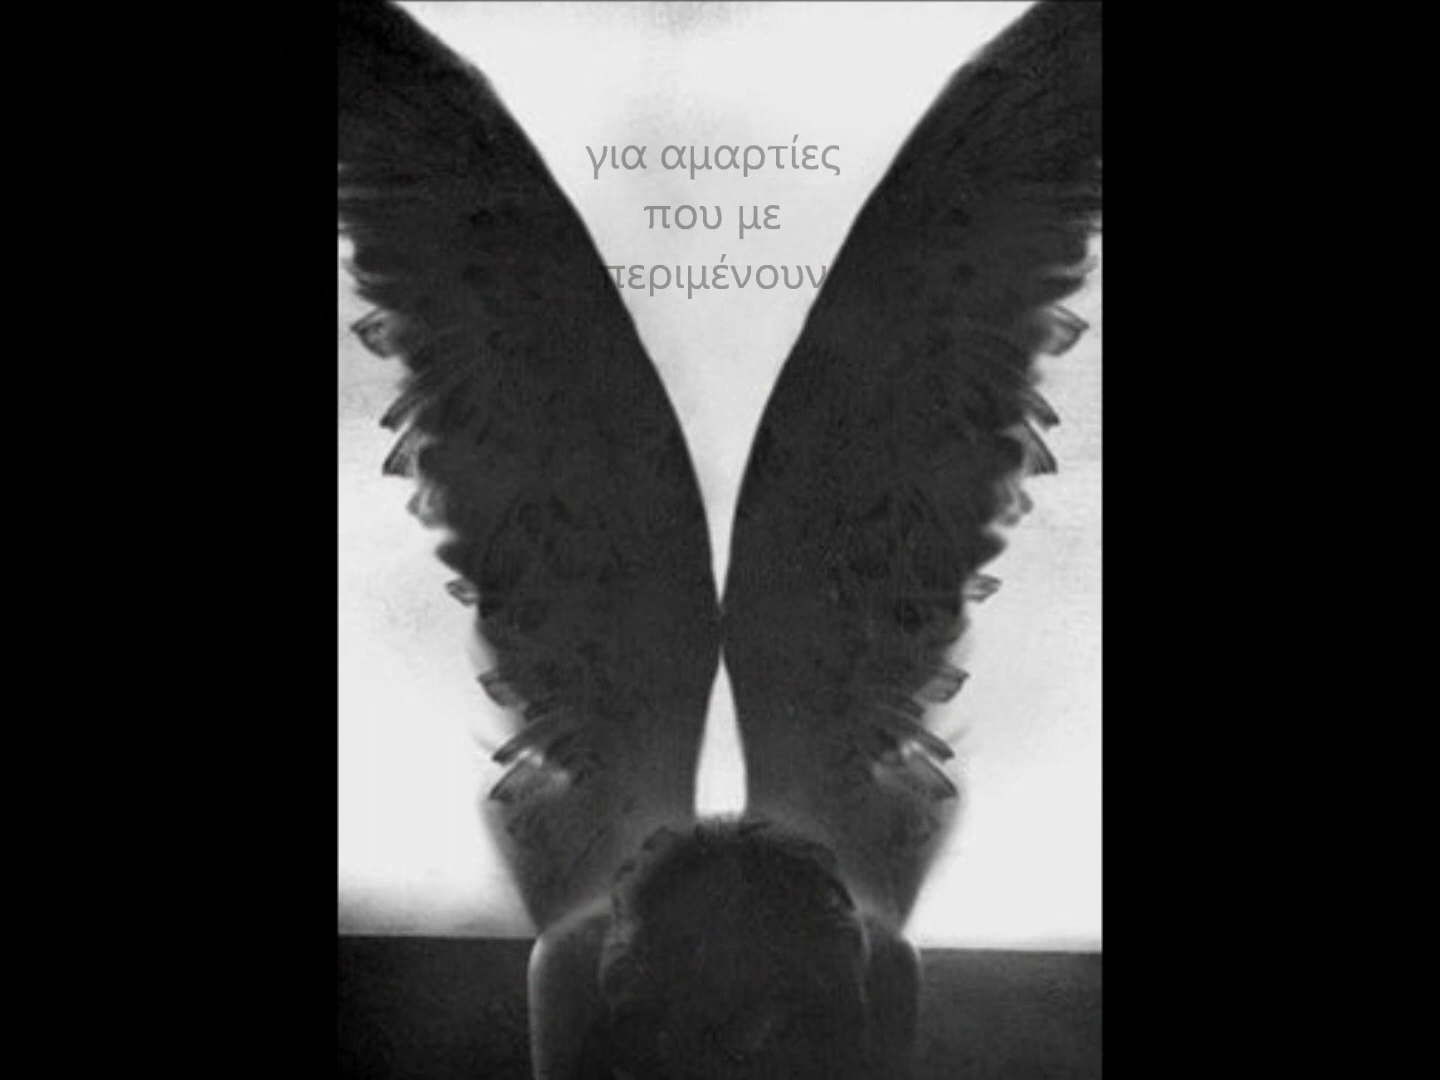 για αμαρτίες
που με
περιμένουν